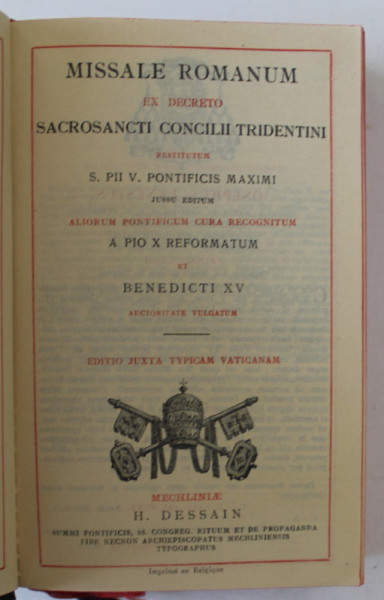 MISSALE ROMANUM
EX DECRETO
SACROSANCTI CONCILII TRIDENTINI
RESTITUTUM
S. PII V. PONTIFICIS MAXIMI
JUSSU EDITUM
ALIORUM PONTIFICUM CURA RECOGNITUM
A PIO X REFORMATUM
ET
BENEDICTI XV
AUCTORITATE VULGATUM
EDITIO JUXTA TYPICAM VATICANAM
MECHLINIÆ
H. DESSAIN
SUMMI PONTIFICIS, SS. CONGREG. RITUUM ET DE PROPAGANDA
FIDE NECNON ARCHIEPISCOPATUS MECHLINIENSIS
TYPOGRAPHUS
Imprimé en Belgique